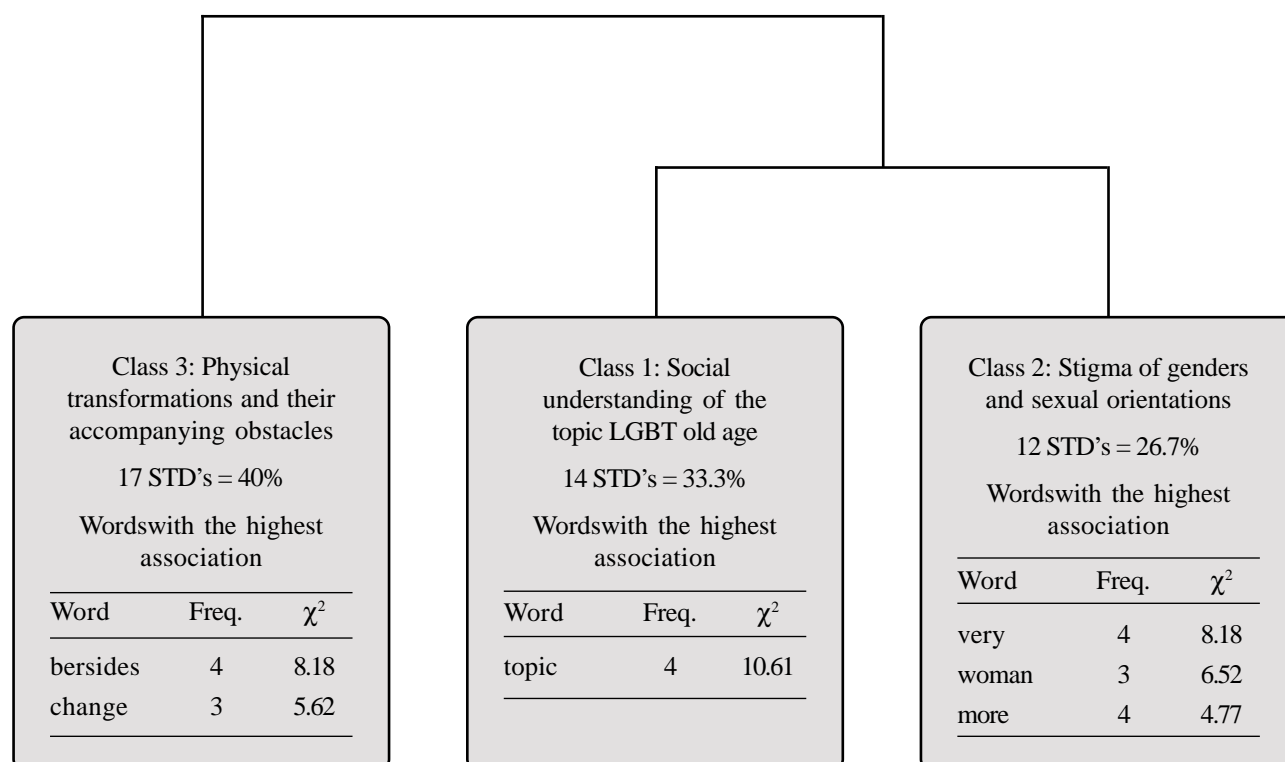 Class 3: Physical
transformations and their
accompanying obstacles
17 STD's = 40%
Wordswith the highest
association
Word Freq. χ²
bersides 4 8.18
change 3 5.62
Class 1: Social
understanding of the
topic LGBT old age
14 STD's = 33.3%
Wordswith the highest
association
Word Freq. χ²
topic 4 10.61
Class 2: Stigma of genders
and sexual orientations
12 STD's = 26.7%
Wordswith the highest
association
Word Freq. χ²
very 4 8.18
woman 3 6.52
more 4 4.77